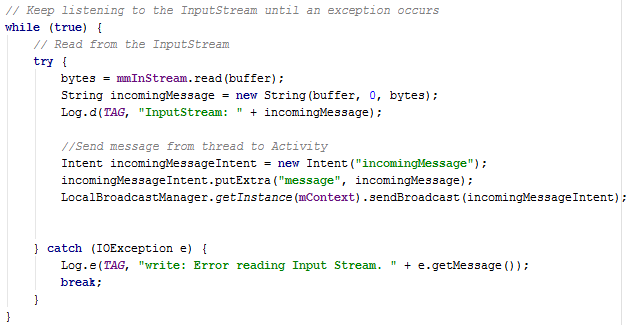 // Keep listening to the InputStream until an exception occurs
while (true) {
// Read from the InputStream
try {
bytes = mmInStream.read(buffer);
String incomingMessage = new String(buffer, 0, bytes);
Log.d(TAG, "InputStream: " + incomingMessage);
//Send message from thread to Activity
Intent incomingMessageIntent = new Intent("incomingMessage");
incomingMessageIntent.putExtra("message", incomingMessage);
LocalBroadcastManager.getInstance(mContext).sendBroadcast(incomingMessageIntent);
} catch (IOException e) {
Log.e(TAG, "write: Error reading Input Stream. " + e.getMessage());
break;
}
}